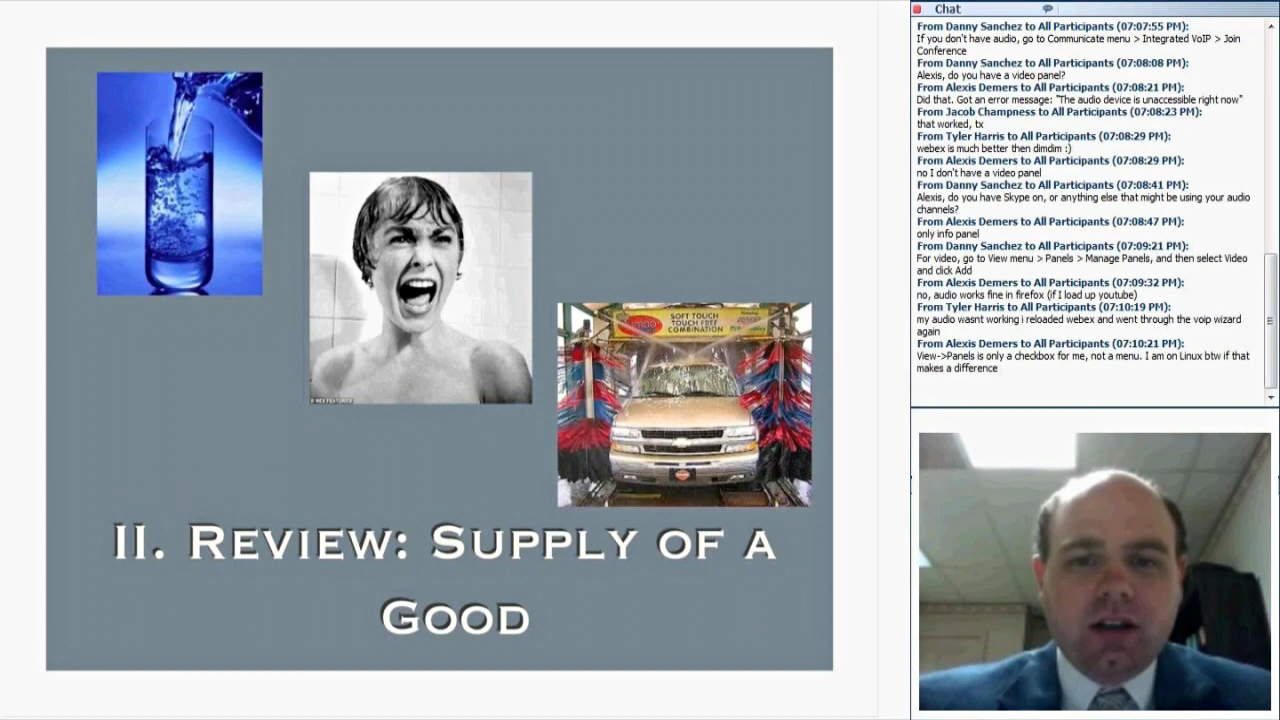 II. Review: Supply of a
Good
SOFT TOUCH
TOUCH FREE
COMBINATION
© REX FEATURES
Chat
From Danny Sanchez to All Participants (07:07:55 PM):
If you don't have audio, go to Communicate menu > Integrated VoIP > Join
Conference
From Danny Sanchez to All Participants (07:08:08 PM):
Alexis, do you have a video panel?
From Alexis Demers to All Participants (07:08:21 PM):
Did that. Got an error message: "The audio device is unaccessible right now"
From Jacob Champness to All Participants (07:08:23 PM):
that worked, tx
From Tyler Harris to All Participants (07:08:29 PM):
webex is much better then dimdim :)
From Alexis Demers to All Participants (07:08:29 PM):
no I don't have a video panel
From Danny Sanchez to All Participants (07:08:41 PM):
Alexis, do you have Skype on, or anything else that might be using your audio
channels?
From Alexis Demers to All Participants (07:08:47 PM):
only info panel
From Danny Sanchez to All Participants (07:09:21 PM):
For video, go to View menu > Panels > Manage Panels, and then select Video
and click Add
From Alexis Demers to All Participants (07:09:32 PM):
no, audio works fine in firefox (if I load up youtube)
From Tyler Harris to All Participants (07:10:19 PM):
my audio wasnt working i reloaded webex and went through the voip wizard
again
From Alexis Demers to All Participants (07:10:21 PM):
View->Panels is only a checkbox for me, not a menu. I am on Linux btw if that
makes a difference